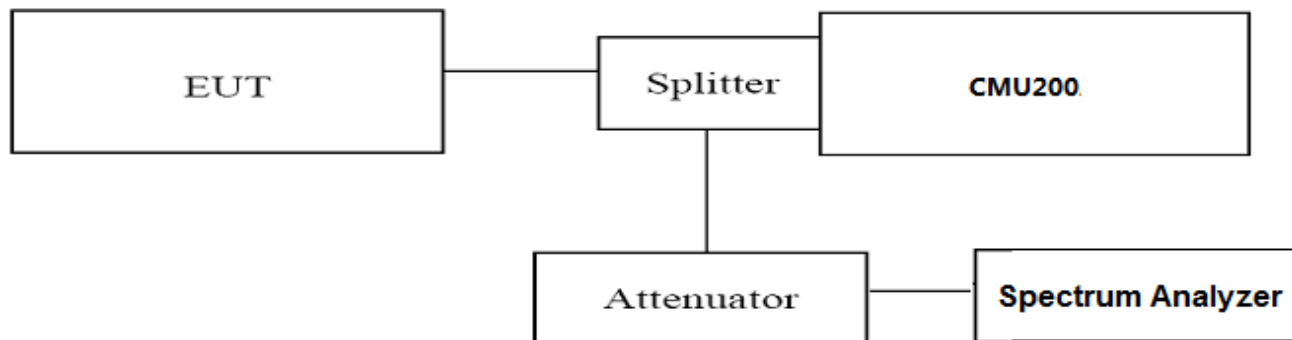 EUT
Splitter
CMU200
Attenuator
Spectrum Analyzer